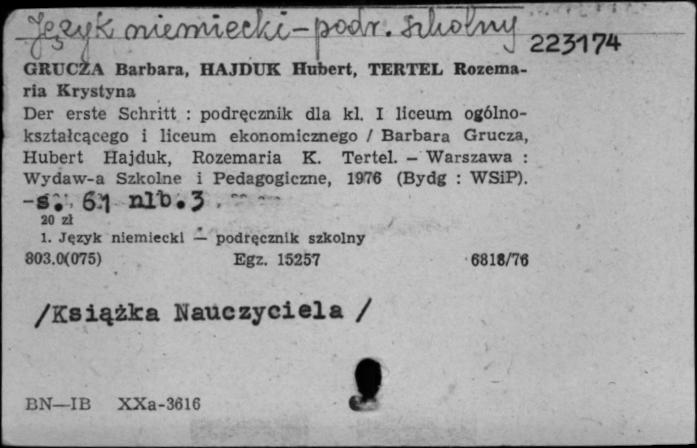 Język niemiecki - podr. szkolny
223174
GRUCZA Barbara, HAJDUK Hubert, TERTEL Rozema-
ria Krystyna
Der erste Schritt : podręcznik dla kl. I liceum ogólno-
kształcącego i liceum ekonomicznego / Barbara Grucza,
Hubert Hajduk, Rozemaria K. Tertel. — Warszawa :
Wydaw-a Szkolne i Pedagogiczne, 1976 (Bydg : WSiP).
-s. 61 nlb. 3
20 zł
1. Język niemiecki — podręcznik szkolny
803.0(075) Egz. 15257 6818/76
/Książka Nauczyciela /
BN—IB XXa-3616